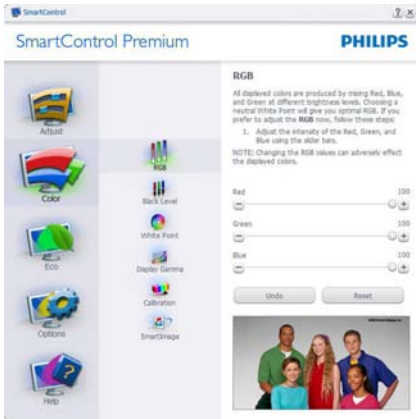 SmartControl
SmartControl Premium
PHILIPS
Adjust
Color
Eco
Options
Help
RGB
Black Level
White Point
Display Gamma
Calibration
SmartImage
RGB
All displayed colors are produced by mixing Red, Blue,
and Green at different brightness levels. Choosing a
neutral White Point will give you optimal RGB. If you
prefer to adjust the RGB now, follow these steps:
1. Adjust the intensity of the Red, Green, and
Blue using the slider bars.
NOTE: Changing the RGB values can adversely effect
the displayed colors.
Red 100
Green 100
Blue 100
Undo Reset